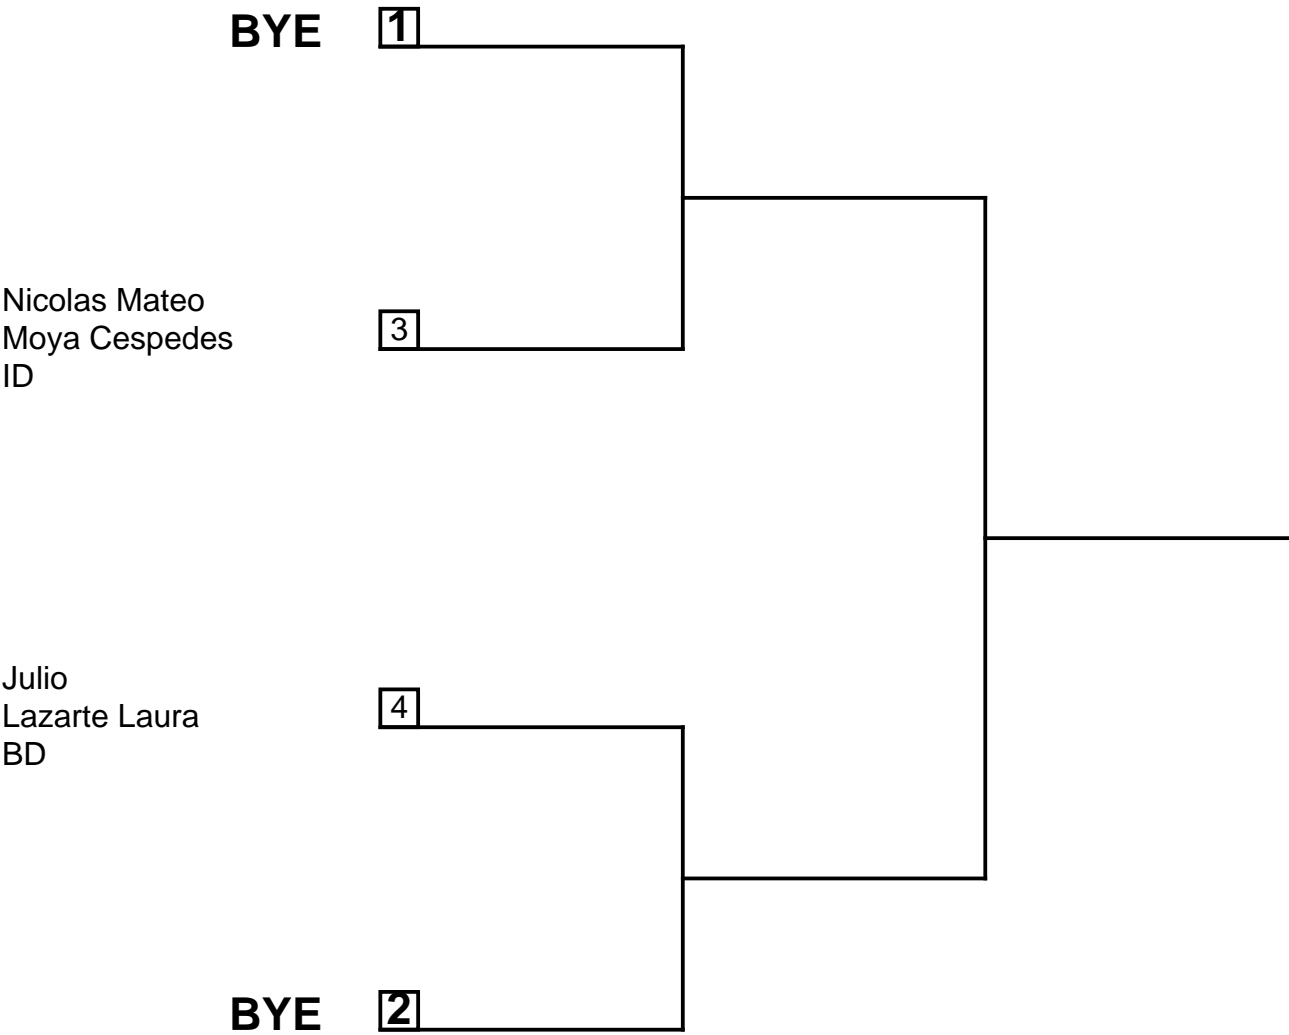 BYE 1
Nicolas Mateo
Moya Cespedes
ID
3
Julio
Lazarte Laura
BD
4
BYE 2